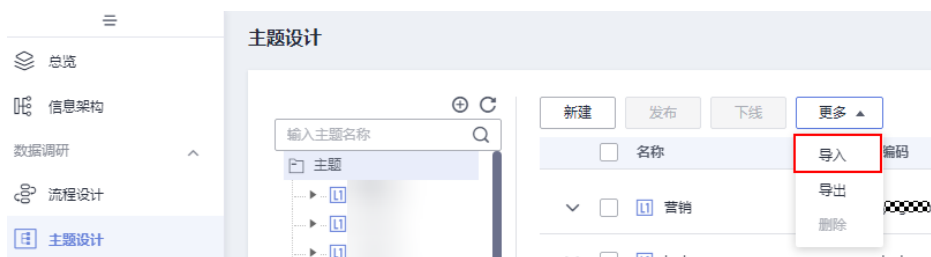 主题设计
总览
信息架构
数据调研
流程设计
主题设计
输入主题名称
主题
L1
L1
L1
新建
发布
下线
更多
导入
导出
删除
名称
编码
L1 营销